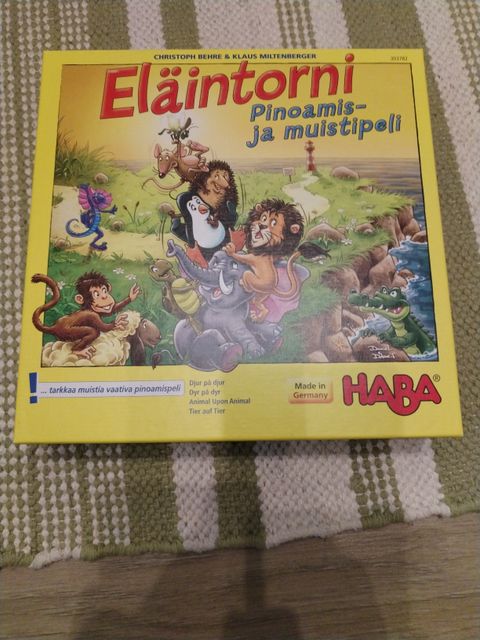 CHRISTOPH BEHRE & KLAUS MILTENBERGER
Eläintorni
Pinoamis-
ja muistipeli
! ... tarkkaa muistia vaativa pinoamispeli
Djur på djur
Dyr på dyr
Animal Upon Animal
Tier auf Tier
Made in
Germany
HABA®